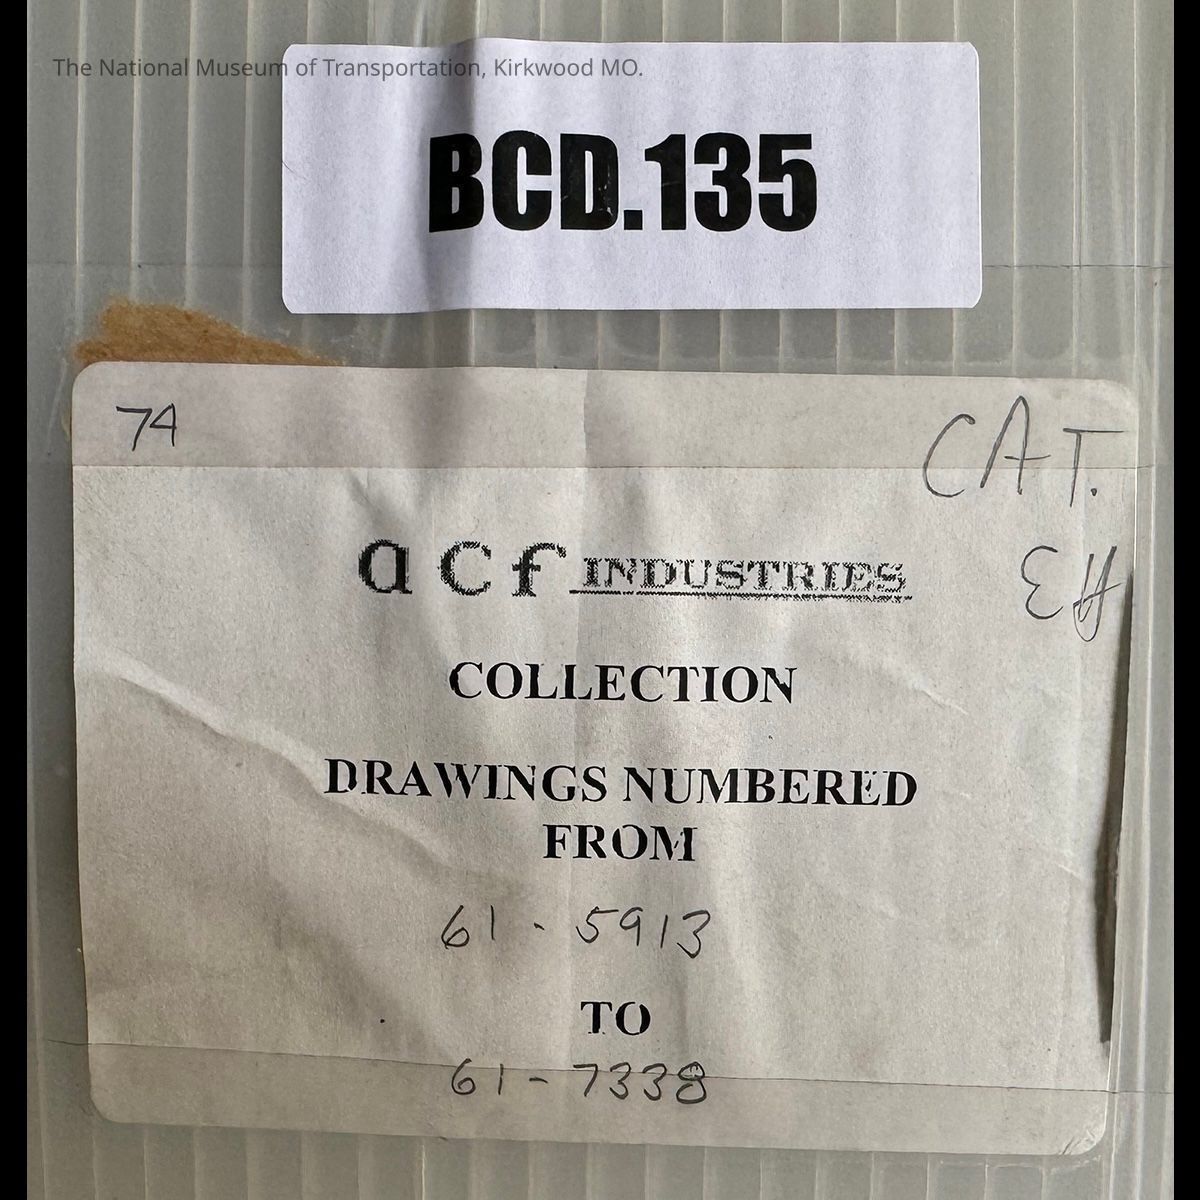 The National Museum of Transportation, Kirkwood MO.
BCD.135
74
CAT.
EH
acf INDUSTRIES
COLLECTION
DRAWINGS NUMBERED
FROM
61-5913
TO
61-7338